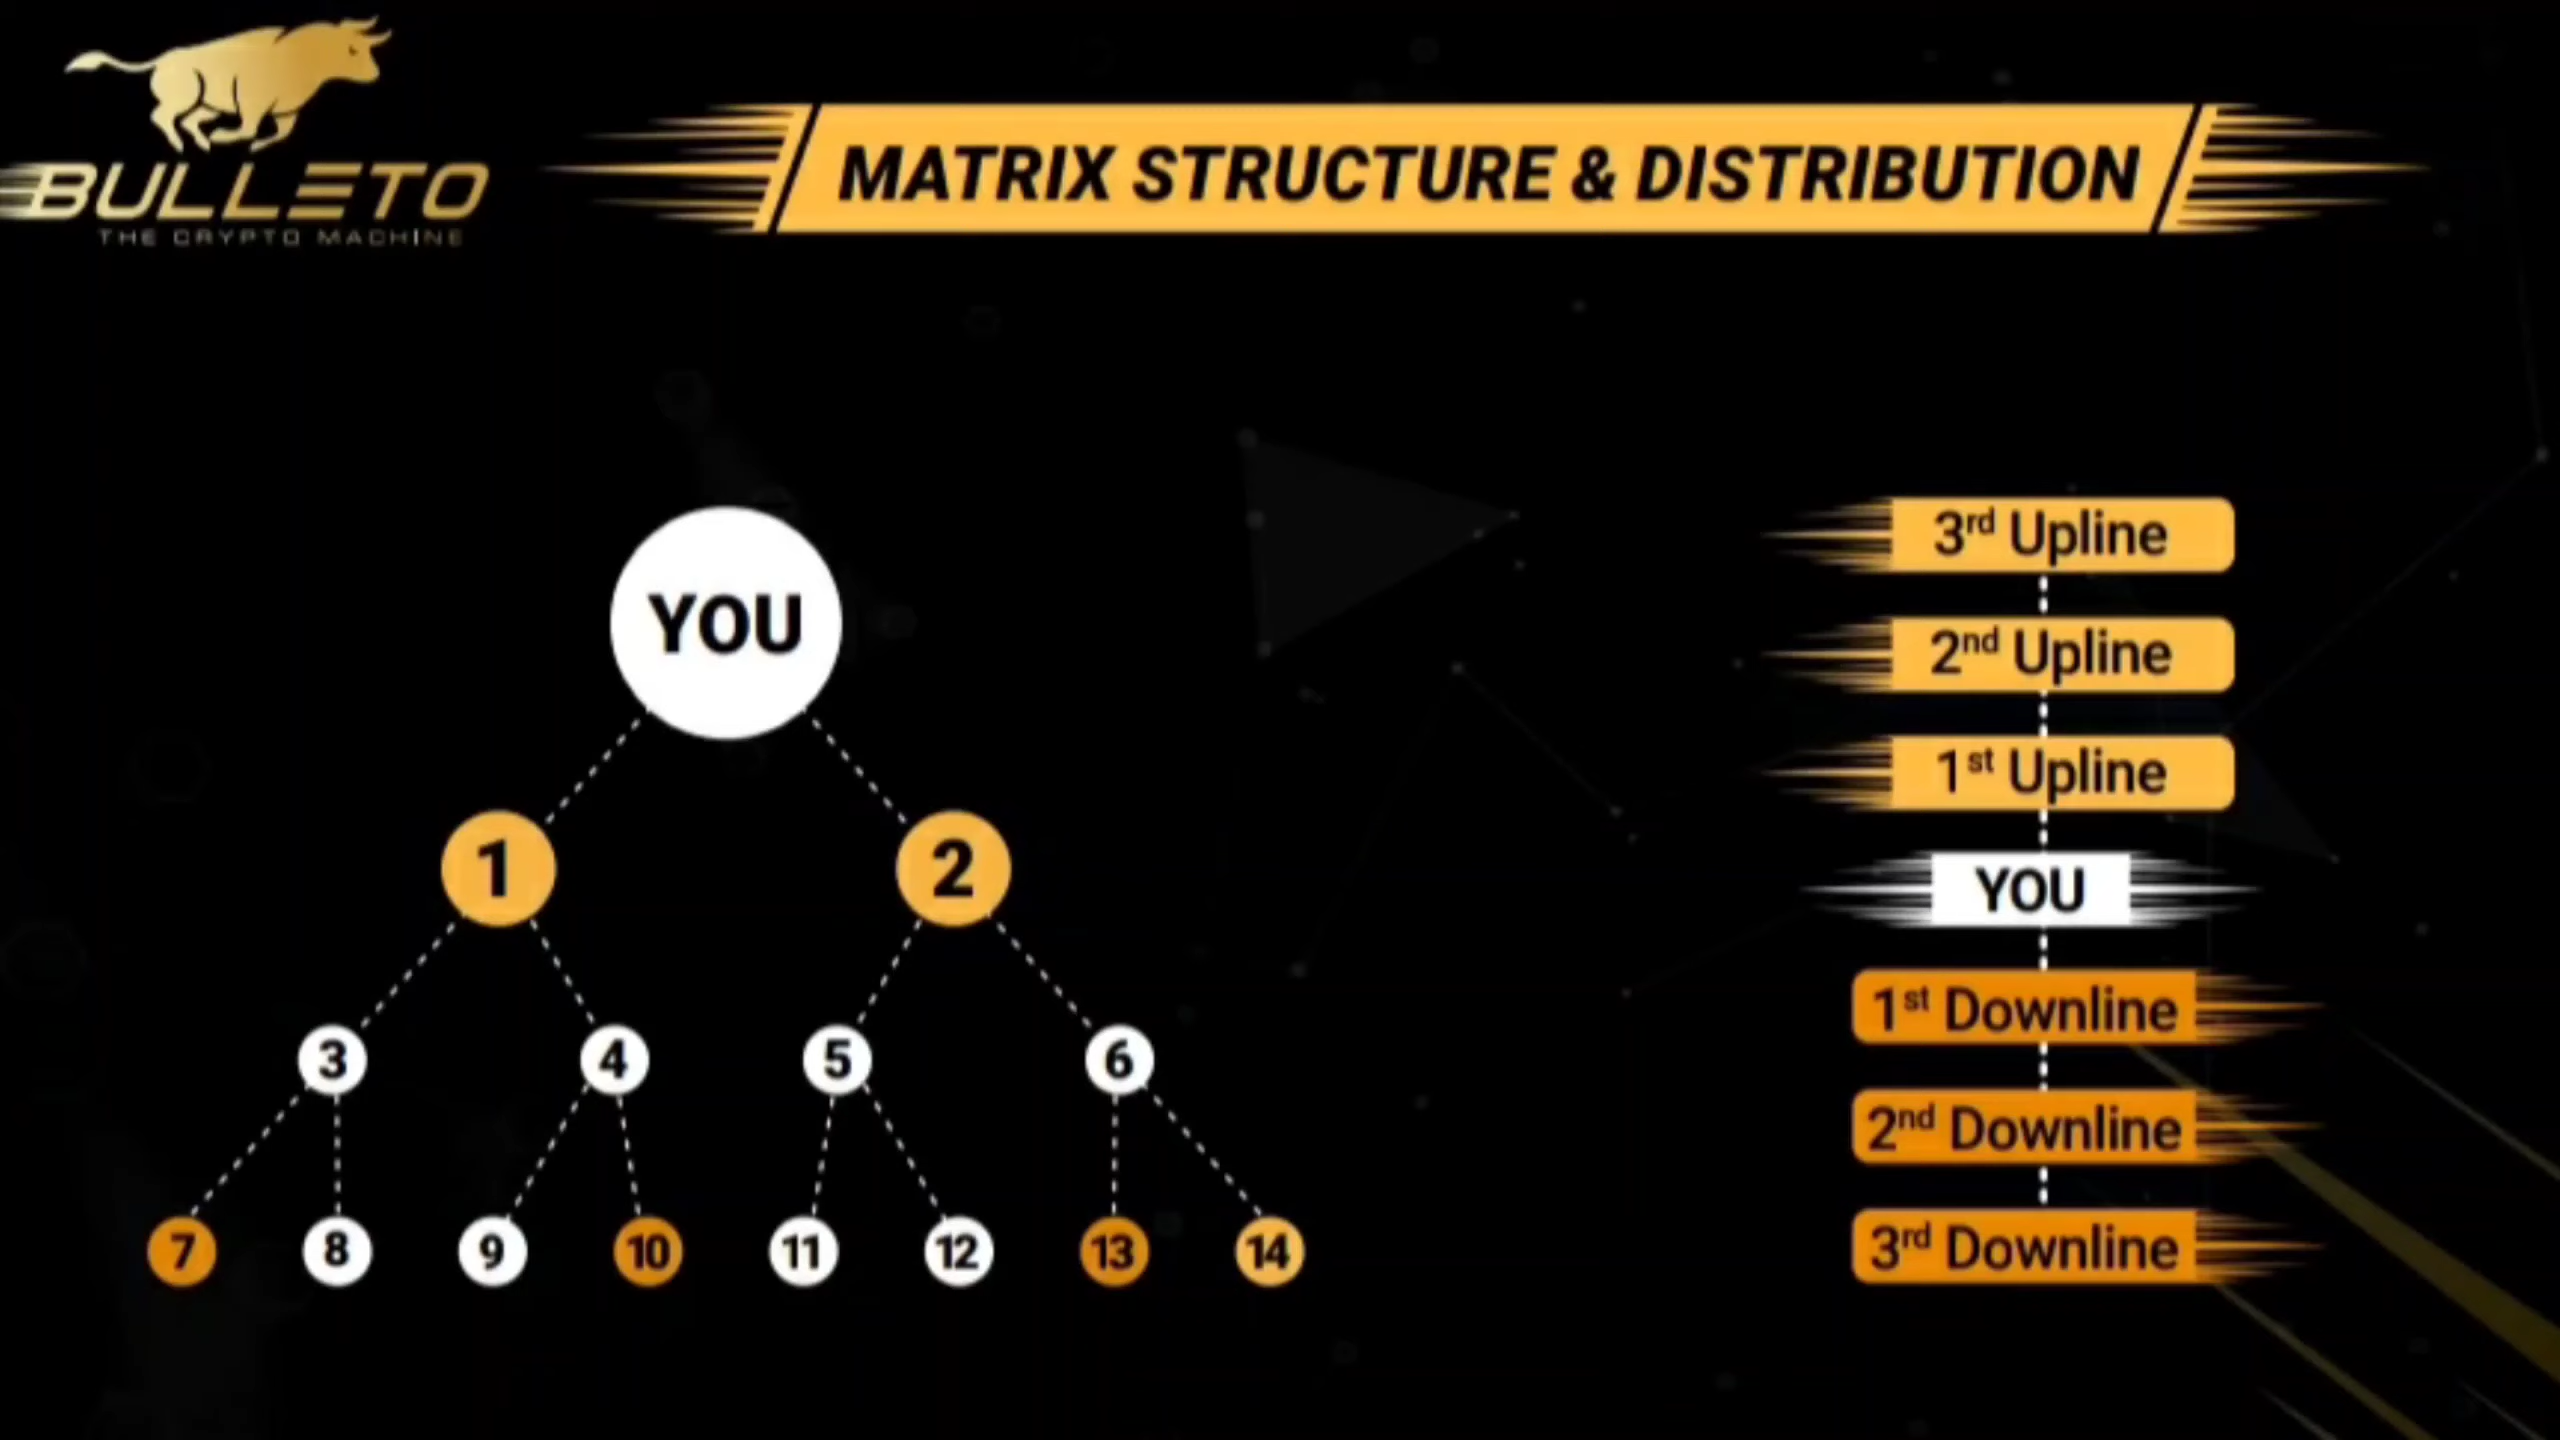 BULLETO
THE CRYPTO MACHINE
MATRIX STRUCTURE & DISTRIBUTION
YOU
1 2
3 4 5 6
7 8 9 10 11 12 13 14
3rd Upline
2nd Upline
1st Upline
YOU
1st Downline
2nd Downline
3rd Downline